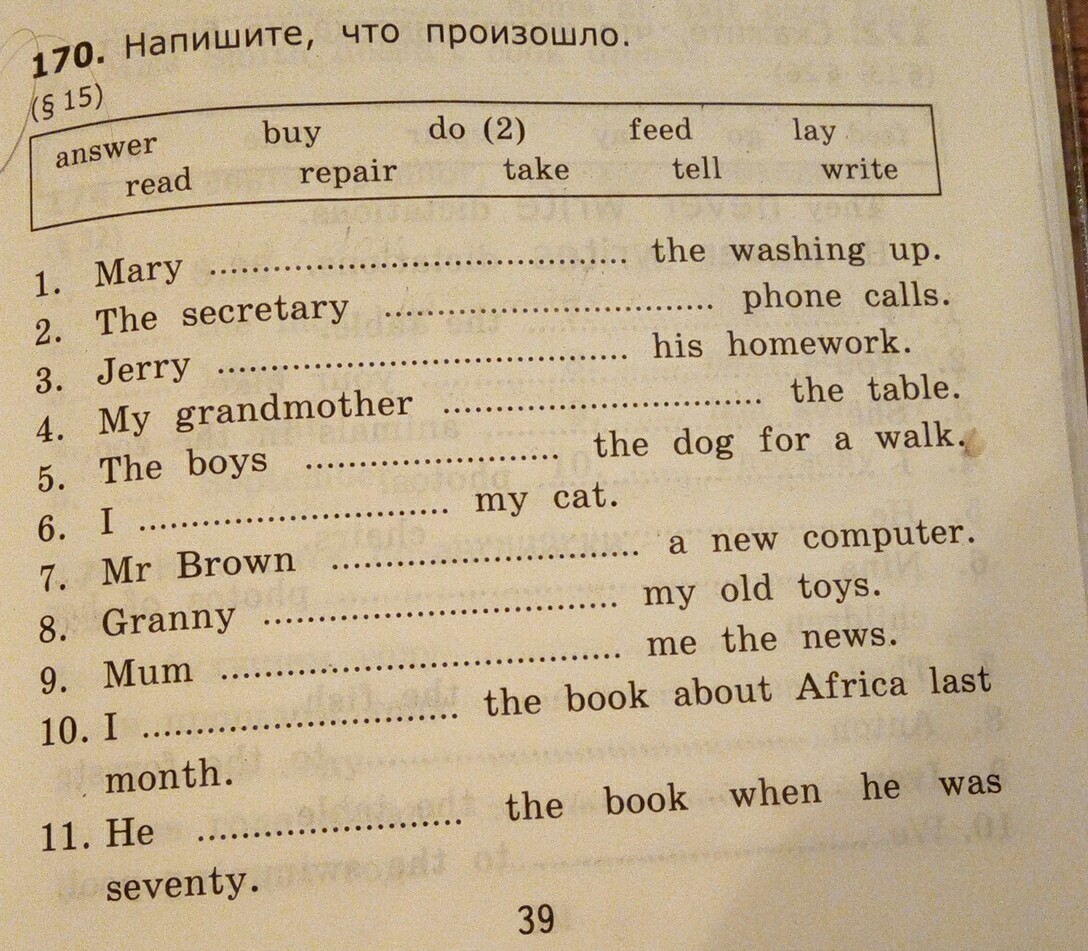 170. Напишите, что произошло.
(§ 15)
answer buy do (2) feed lay
read repair take tell write
1. Mary ........................................ the washing up.
2. The secretary ................................ phone calls.
3. Jerry ........................................ his homework.
4. My grandmother ............................... the table.
5. The boys ........................ the dog for a walk.
6. I .............................. my cat.
7. Mr Brown .............................. a new computer.
8. Granny .................................. my old toys.
9. Mum ....................................... me the news.
10. I .............................. the book about Africa last
month.
11. He ......................... the book when he was
seventy.
39